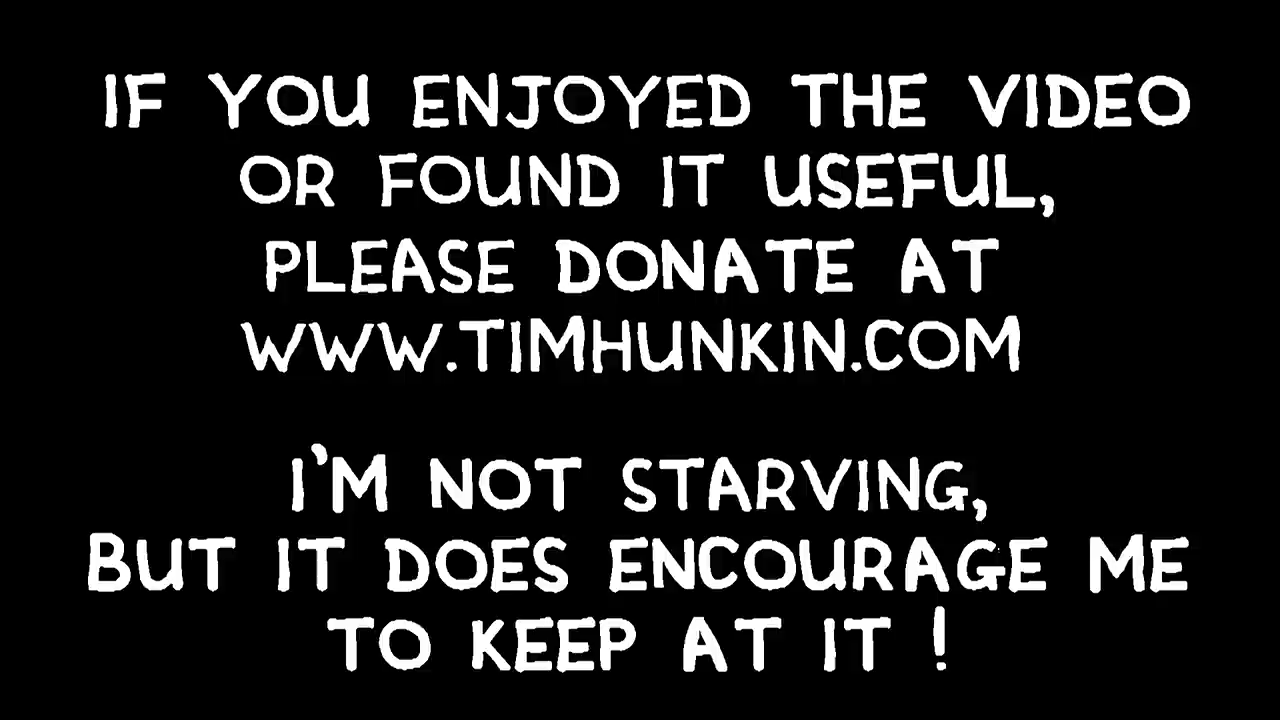 IF YOU ENJOYED THE VIDEO
OR FOUND IT USEFUL,
PLEASE DONATE AT
WWW.TIMHUNKIN.COM
I'M NOT STARVING,
BUT IT DOES ENCOURAGE ME
TO KEEP AT IT !